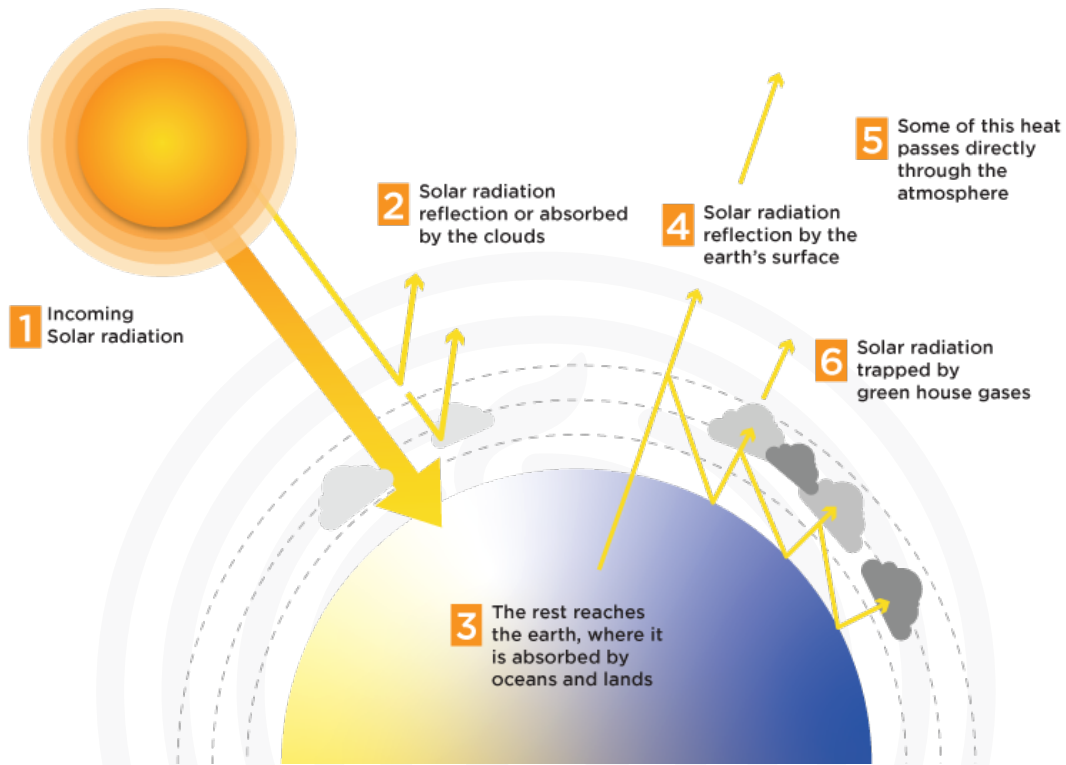 1 Incoming
Solar radiation
2 Solar radiation
reflection or absorbed
by the clouds
3 The rest reaches
the earth, where it
is absorbed by
oceans and lands
4 Solar radiation
reflection by the
earth's surface
5 Some of this heat
passes directly
through the
atmosphere
6 Solar radiation
trapped by
green house gases